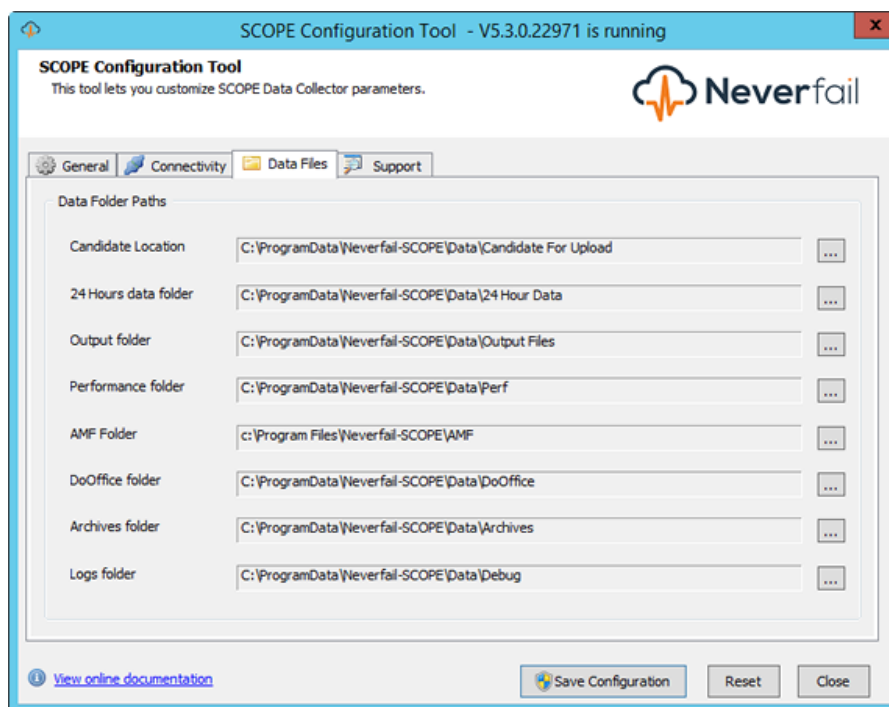 SCOPE Configuration Tool - V5.3.0.22971 is running
x
SCOPE Configuration Tool
This tool lets you customize SCOPE Data Collector parameters.
Neverfail
General Connectivity Data Files Support
Data Folder Paths
Candidate Location C:\ProgramData\Neverfail-SCOPE\Data\Candidate For Upload ...
24 Hours data folder C:\ProgramData\Neverfail-SCOPE\Data\24 Hour Data ...
Output folder C:\ProgramData\Neverfail-SCOPE\Data\Output Files ...
Performance folder C:\ProgramData\Neverfail-SCOPE\Data\Perf ...
AMF Folder c:\Program Files\Neverfail-SCOPE\AMF ...
DoOffice folder C:\ProgramData\Neverfail-SCOPE\Data\DoOffice ...
Archives folder C:\ProgramData\Neverfail-SCOPE\Data\Archives ...
Logs folder C:\ProgramData\Neverfail-SCOPE\Data\Debug ...
View online documentation Save Configuration Reset Close